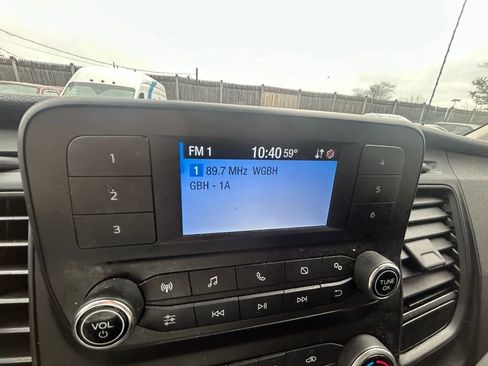 FM 1 10:40 59°
1 89.7 MHz WGBH
GBH - 1A
1
2
3
4
5
6
VOL
TUNE
OK